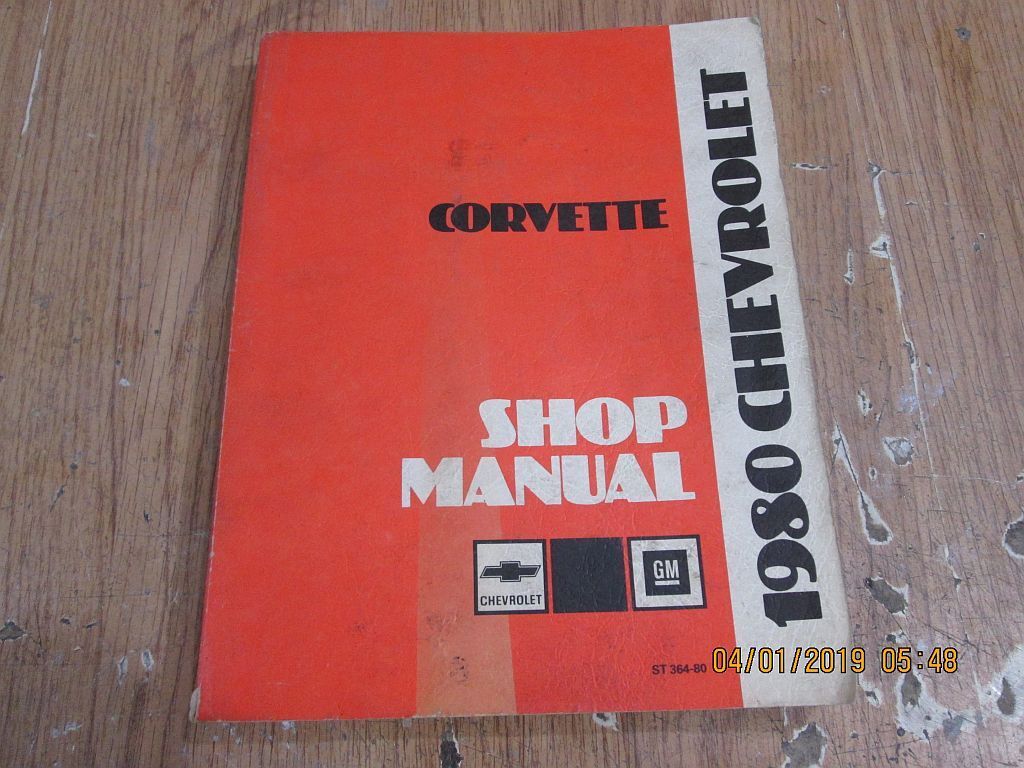 CORVETTE
SHOP
MANUAL
CHEVROLET
GM
ST 364-80
1980 CHEVROLET
04/01/2019 05:48